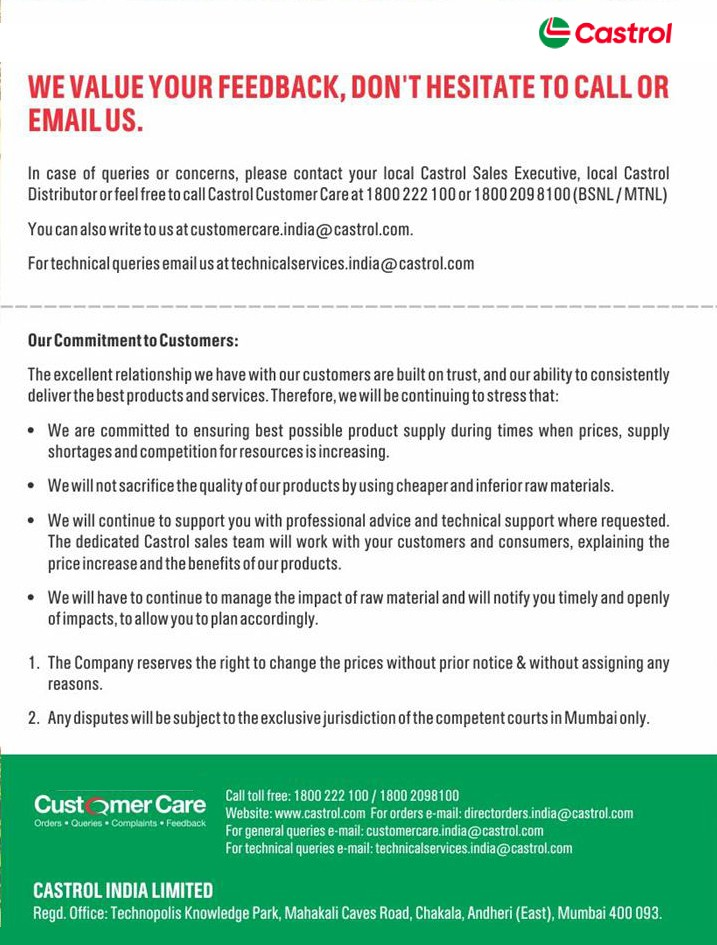 Castrol
WE VALUE YOUR FEEDBACK, DON'T HESITATE TO CALL OR
EMAIL US.
In case of queries or concerns, please contact your local Castrol Sales Executive, local Castrol
Distributor or feel free to call Castrol Customer Care at 1800 222 100 or 1800 209 8100 (BSNL / MTNL)
You can also write to us at customercare.india@castrol.com.
For technical queries email us at technicalservices.india@castrol.com
Our Commitment to Customers:
The excellent relationship we have with our customers are built on trust, and our ability to consistently
deliver the best products and services. Therefore, we will be continuing to stress that:
• We are committed to ensuring best possible product supply during times when prices, supply
shortages and competition for resources is increasing.
• We will not sacrifice the quality of our products by using cheaper and inferior raw materials.
• We will continue to support you with professional advice and technical support where requested.
The dedicated Castrol sales team will work with your customers and consumers, explaining the
price increase and the benefits of our products.
• We will have to continue to manage the impact of raw material and will notify you timely and openly
of impacts, to allow you to plan accordingly.
1. The Company reserves the right to change the prices without prior notice & without assigning any
reasons.
2. Any disputes will be subject to the exclusive jurisdiction of the competent courts in Mumbai only.
Customer Care
Orders • Queries • Complaints • Feedback
Call toll free: 1800 222 100 / 1800 2098100
Website: www.castrol.com For orders e-mail: directorders.india@castrol.com
For general queries e-mail: customercare.india@castrol.com
For technical queries e-mail: technicalservices.india@castrol.com
CASTROL INDIA LIMITED
Regd. Office: Technopolis Knowledge Park, Mahakali Caves Road, Chakala, Andheri (East), Mumbai 400 093.